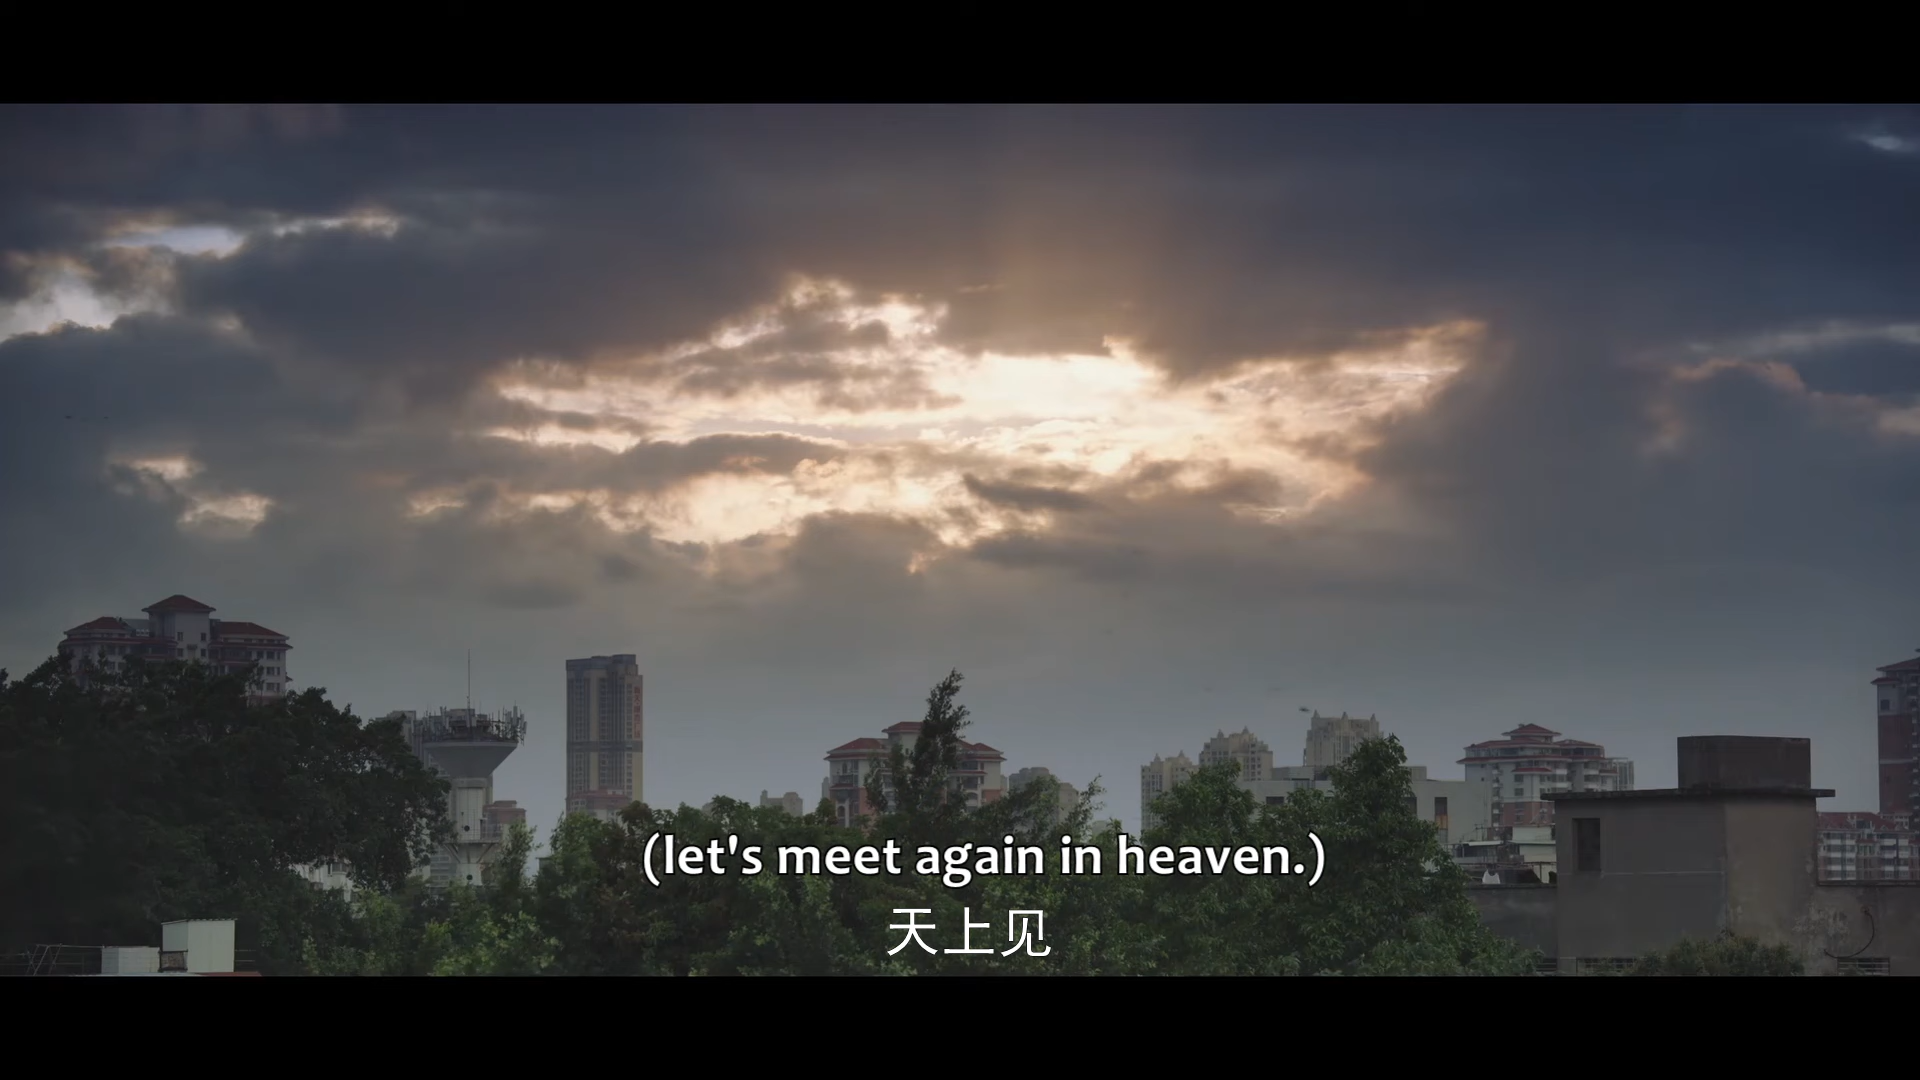 (let's meet again in heaven.)
天上见